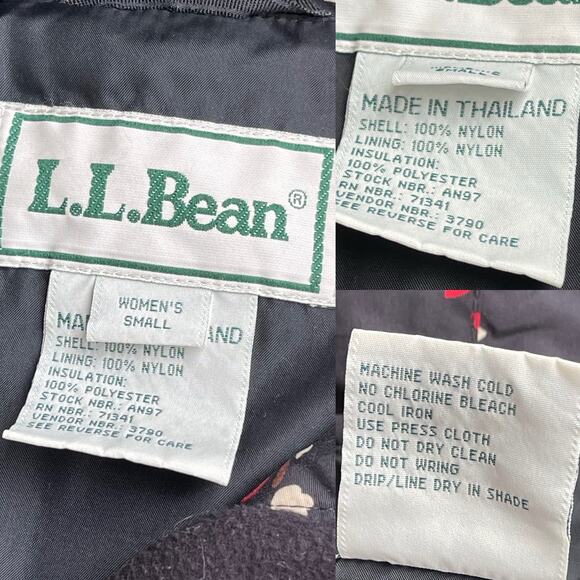 L.L.Bean®
WOMEN'S
SMALL
MA AND
SHELL: 100% NYLON
LINING: 100% NYLON
INSULATION:
100% POLYESTER
STOCK NBR.: AN97
RN NBR.: 71341
VENDOR NBR.: 3790
SEE REVERSE FOR CARE
MADE IN THAILAND
SHELL: 100% NYLON
LINING: 100% NYLON
INSULATION:
100% POLYESTER
STOCK NBR.: AN97
RN NBR.: 71341
VENDOR NBR.: 3790
SEE REVERSE FOR CARE
MACHINE WASH COLD
NO CHLORINE BLEACH
COOL IRON
USE PRESS CLOTH
DO NOT DRY CLEAN
DO NOT WRING
DRIP/LINE DRY IN SHADE